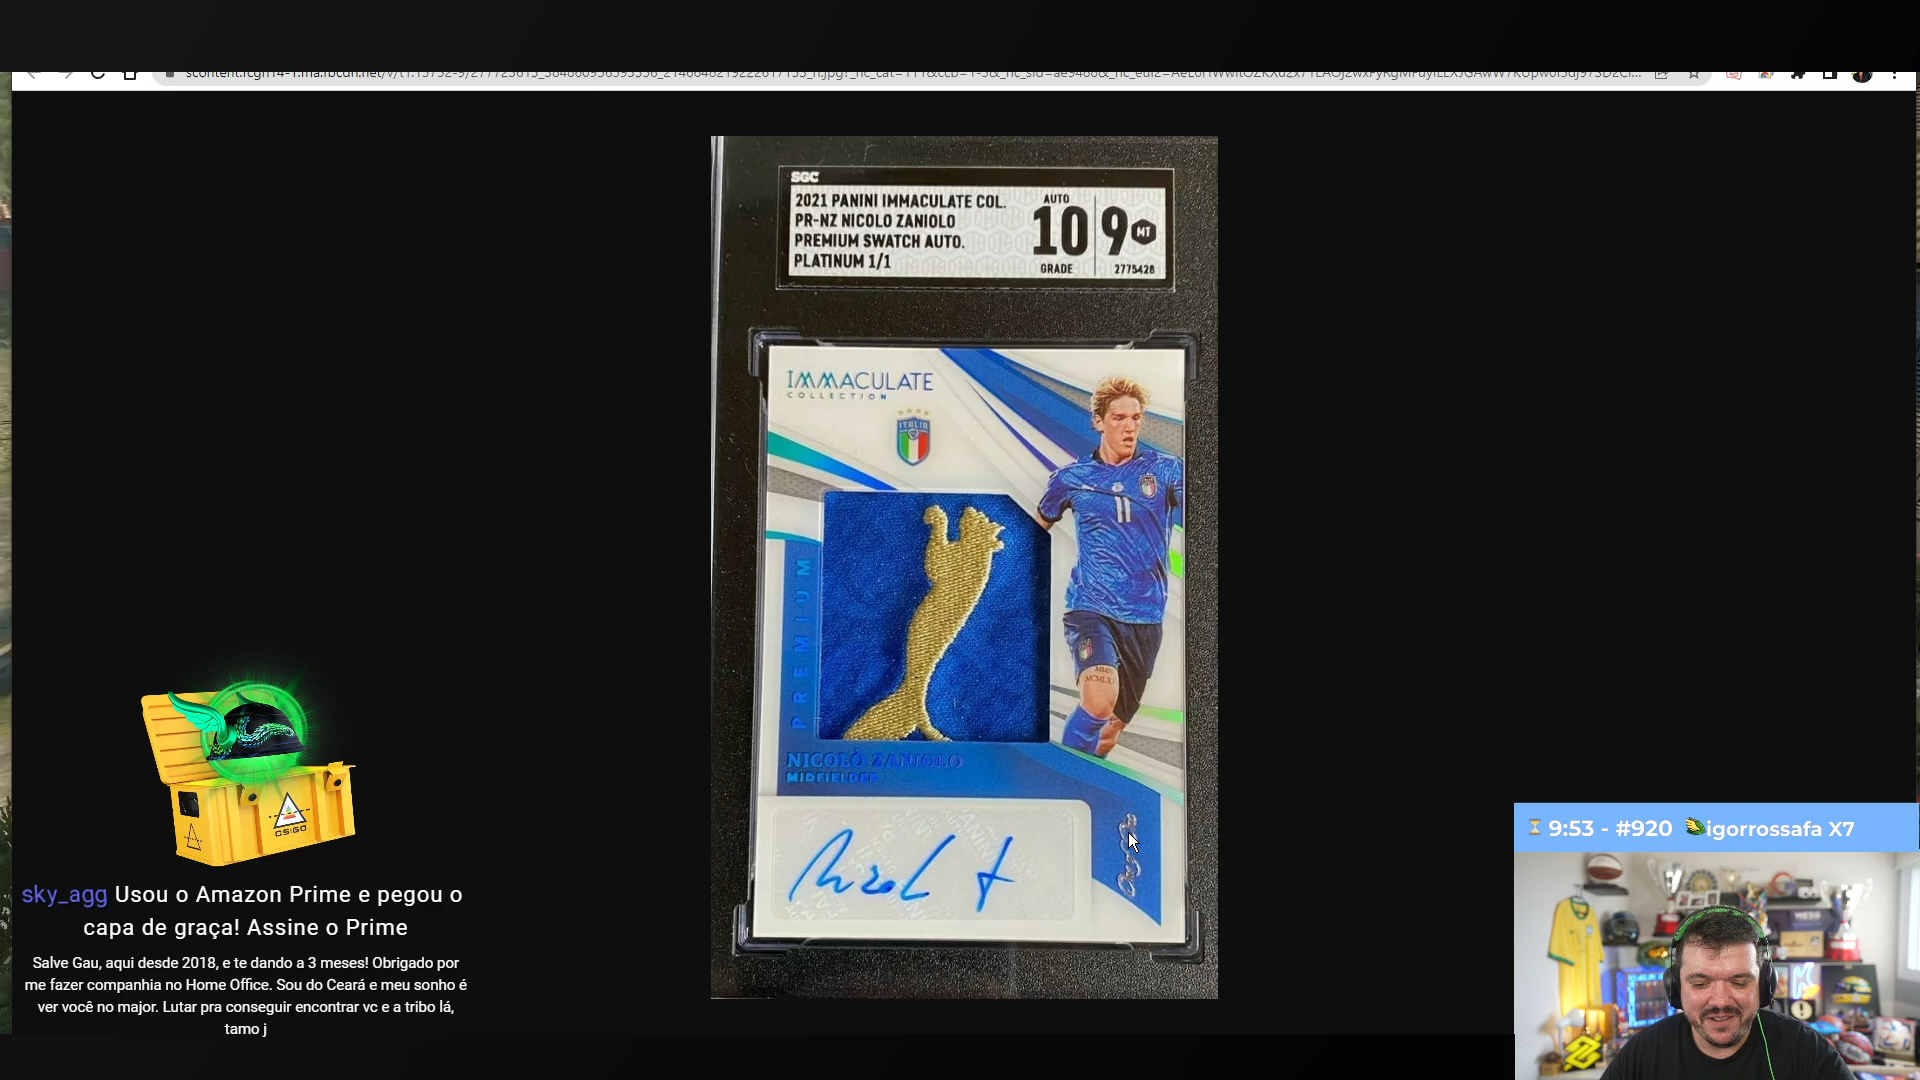 SGC
2021 PANINI IMMACULATE COL.
PR-NZ NICOLO ZANIOLO
PREMIUM SWATCH AUTO.
PLATINUM 1/1
AUTO
10
GRADE
9 MT
2775428
IMMACULATE
COLLECTION
ITALIA
11
PREMIUM
NICOLÒ ZANIOLO
MIDFIELDER
CS:GO
sky_agg Usou o Amazon Prime e pegou o
capa de graça! Assine o Prime
Salve Gau, aqui desde 2018, e te dando a 3 meses! Obrigado por
me fazer companhia no Home Office. Sou do Ceará e meu sonho é
ver você no major. Lutar pra conseguir encontrar vc e a tribo lá,
tamo j
9:53 - #920 igorrossafa X7